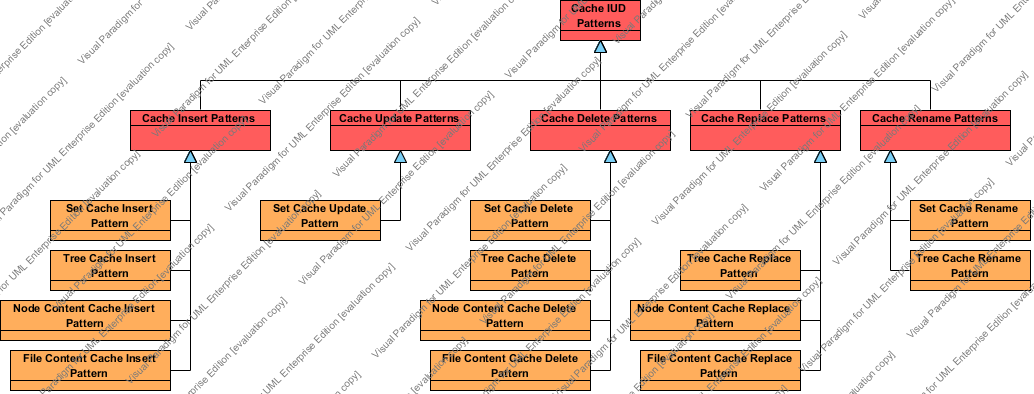 Cache IUD
Patterns
Cache Insert Patterns
Cache Update Patterns
Cache Delete Patterns
Cache Replace Patterns
Cache Rename Patterns
Set Cache Insert
Pattern
Set Cache Update
Pattern
Set Cache Delete
Pattern
Set Cache Rename
Pattern
Tree Cache Insert
Pattern
Tree Cache Delete
Pattern
Tree Cache Replace
Pattern
Tree Cache Rename
Pattern
Node Content Cache Insert
Pattern
Node Content Cache Delete
Pattern
Node Content Cache Replace
Pattern
File Content Cache Insert
Pattern
File Content Cache Delete
Pattern
File Content Cache Replace
Pattern
Visual Paradigm for UML Enterprise Edition [evaluation copy]